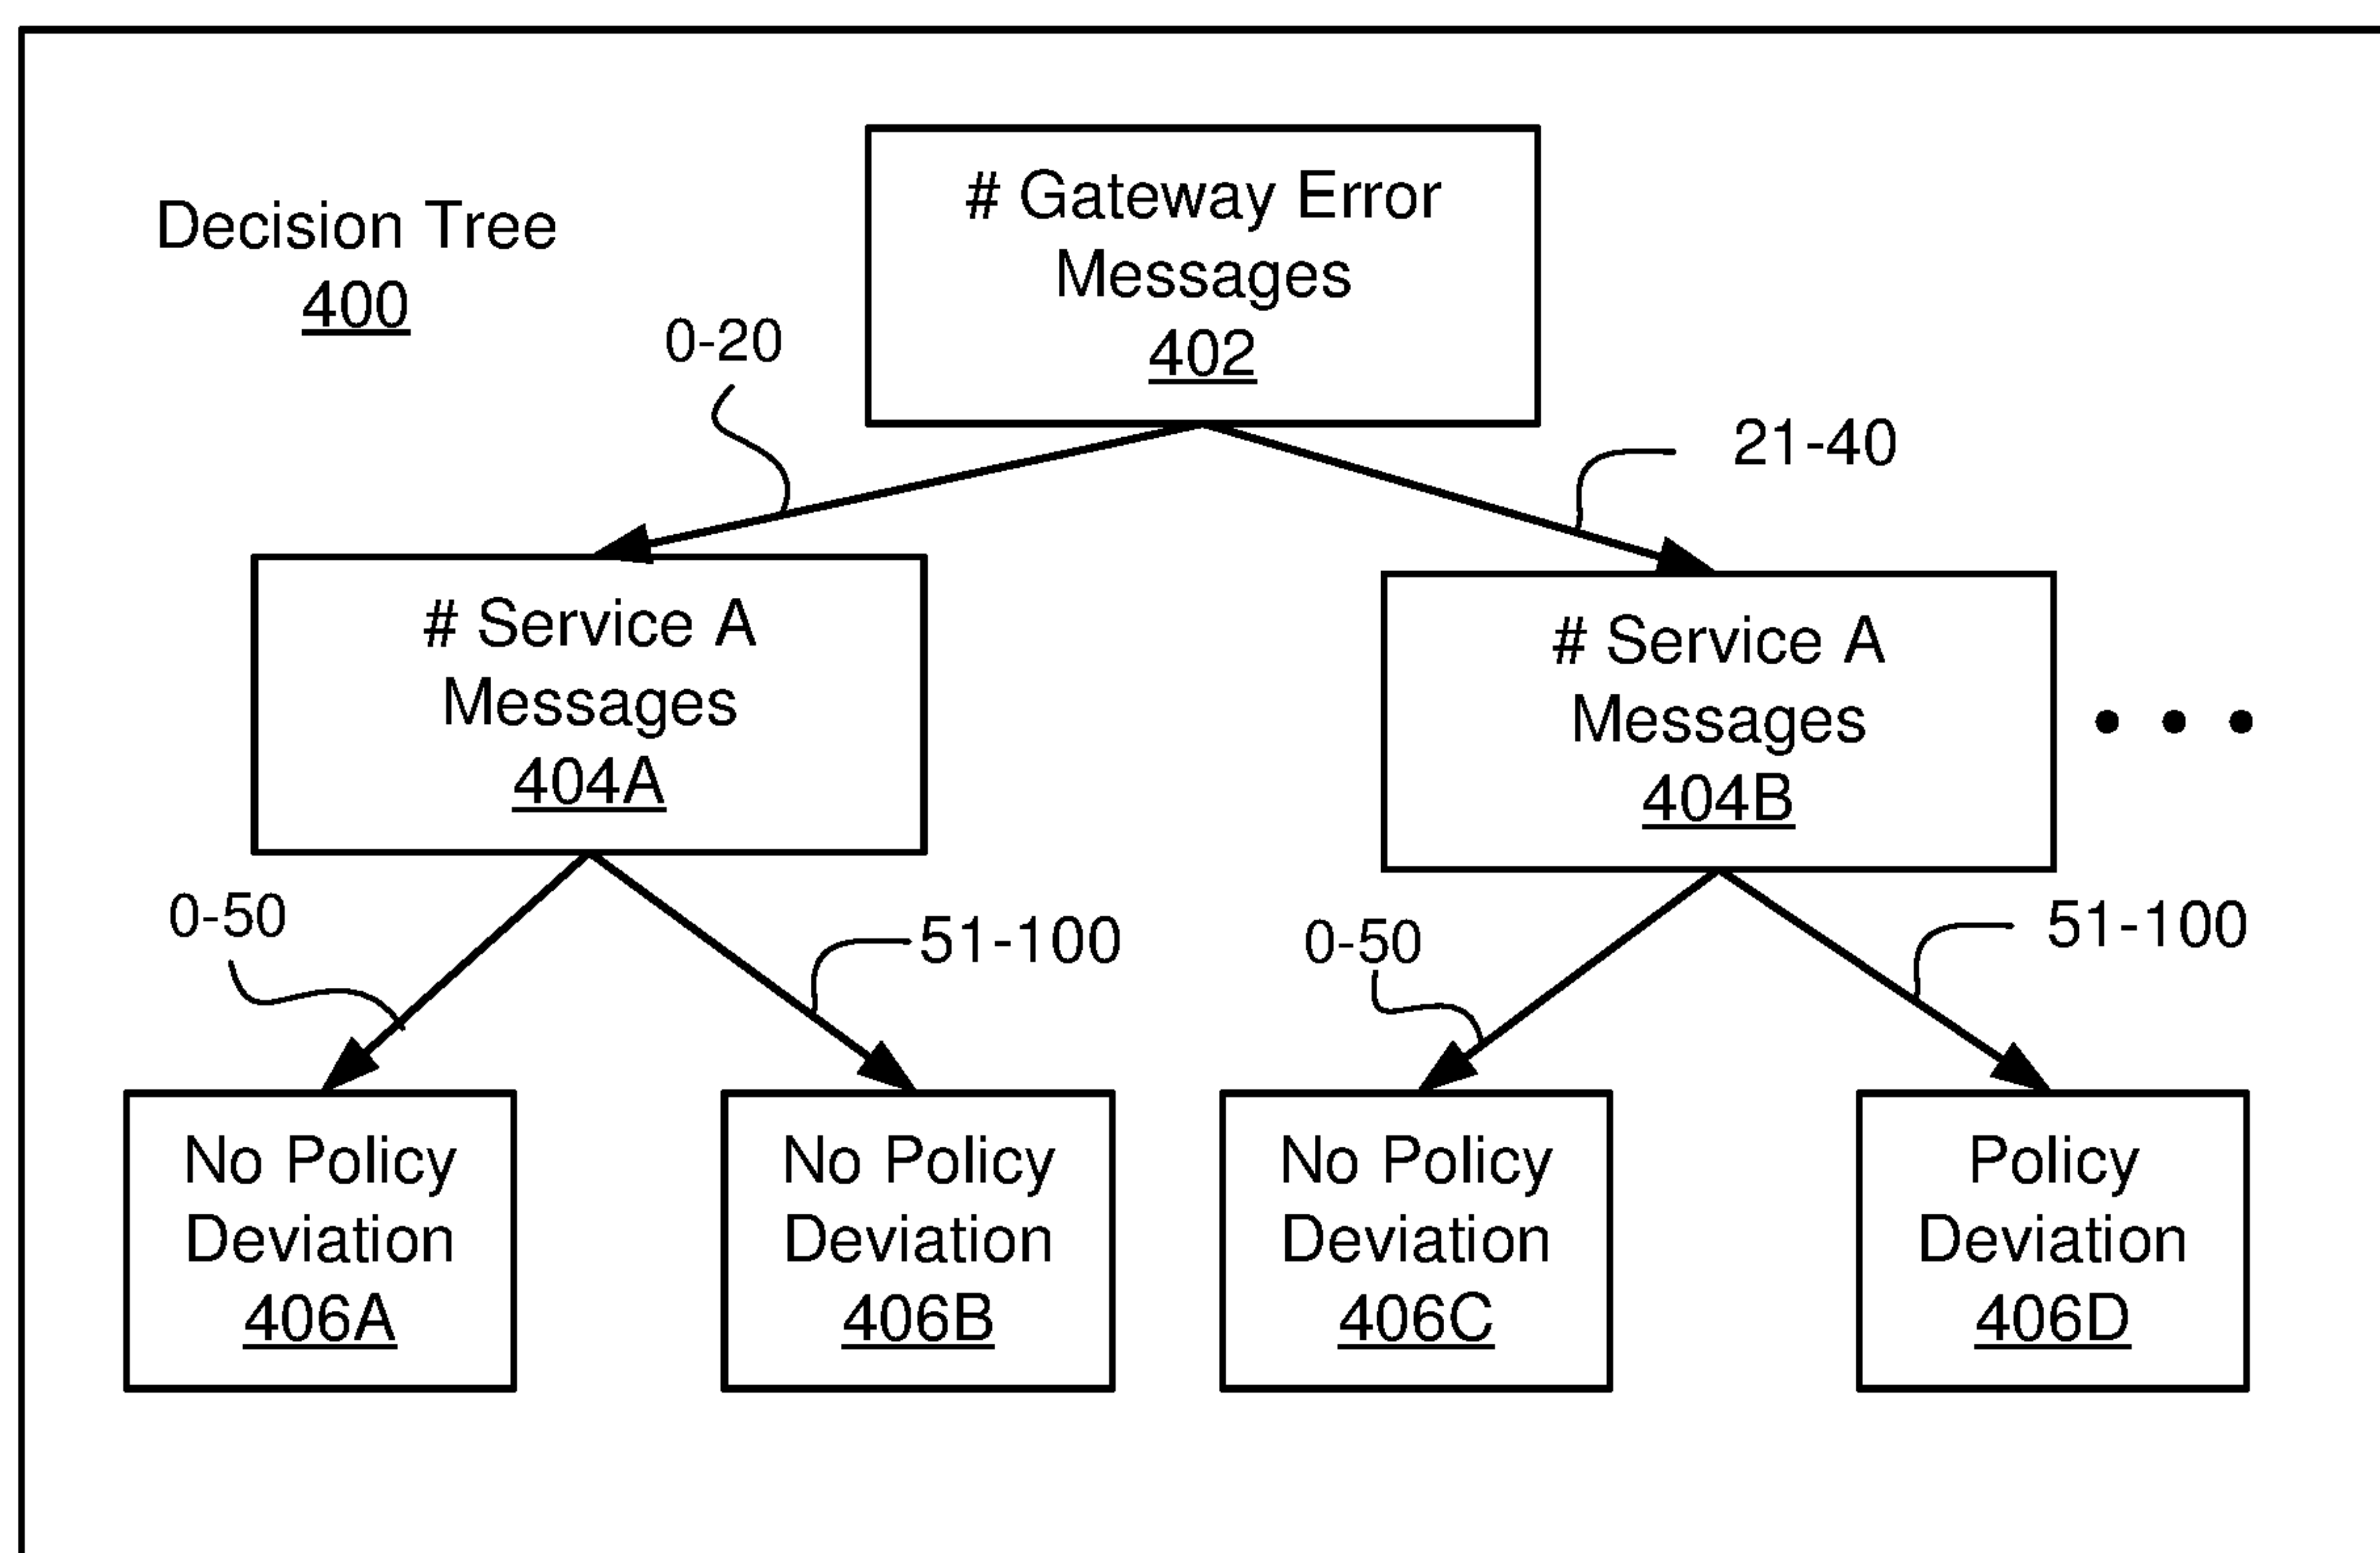 Decision Tree
400
# Gateway Error
Messages
402
0-20
21-40
# Service A
Messages
404A
# Service A
Messages
404B
0-50
51-100
0-50
51-100
No Policy
Deviation
406A
No Policy
Deviation
406B
No Policy
Deviation
406C
Policy
Deviation
406D